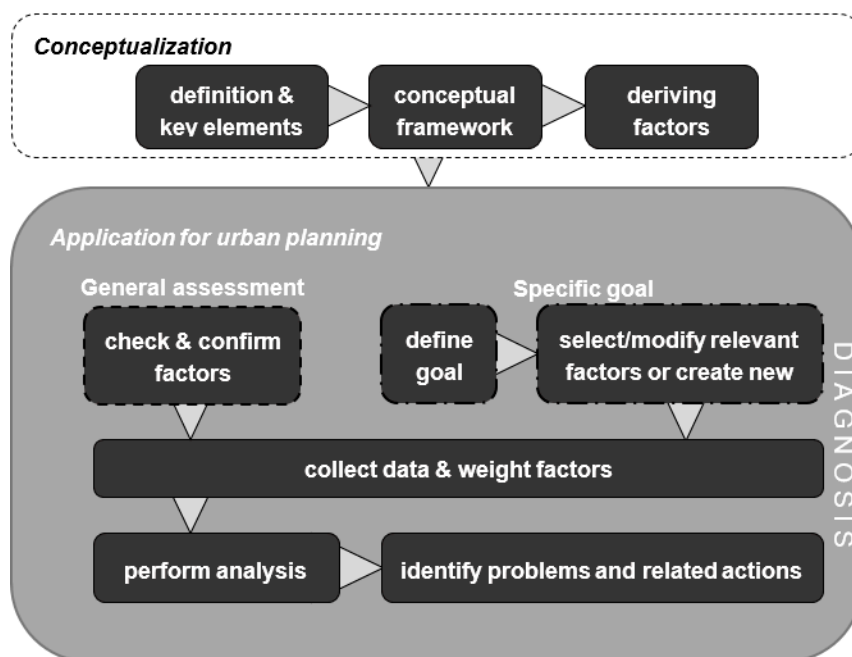 Conceptualization
definition &
key elements
conceptual
framework
deriving
factors
Application for urban planning
General assessment
check & confirm
factors
Specific goal
define
goal
select/modify relevant
factors or create new
collect data & weight factors
perform analysis
identify problems and related actions
DIAGNOSIS